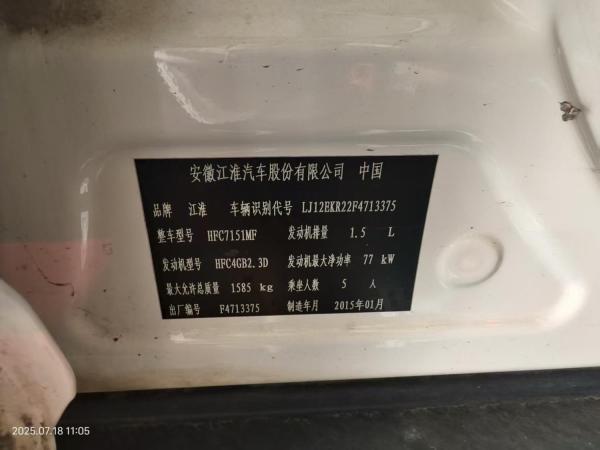 安徽江淮汽车股份有限公司 中国
品牌 江淮 车辆识别代号 LJ12EKR22F4713375
整车型号 HFC7151MF 发动机排量 1.5 L
发动机型号 HFC4GB2.3D 发动机最大净功率 77 kW
最大允许总质量 1585 kg 乘坐人数 5 人
出厂编号 F4713375 制造年月 2015年01月
2025.07.18 11:05